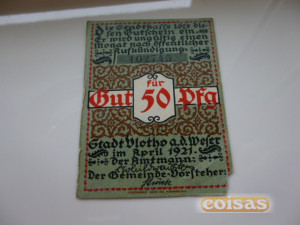 Die Stadtkasse löst die
sen Gutschein ein.
Er wird ungültig einen
Monat nach öffentlicher
Aufkündigung.
für
Gut 50 Pfg
Stadt Vlotho a.d. Weser
im April 1921.
Der Amtmann:
Der Gemeinde-Vorsteher:
coisas